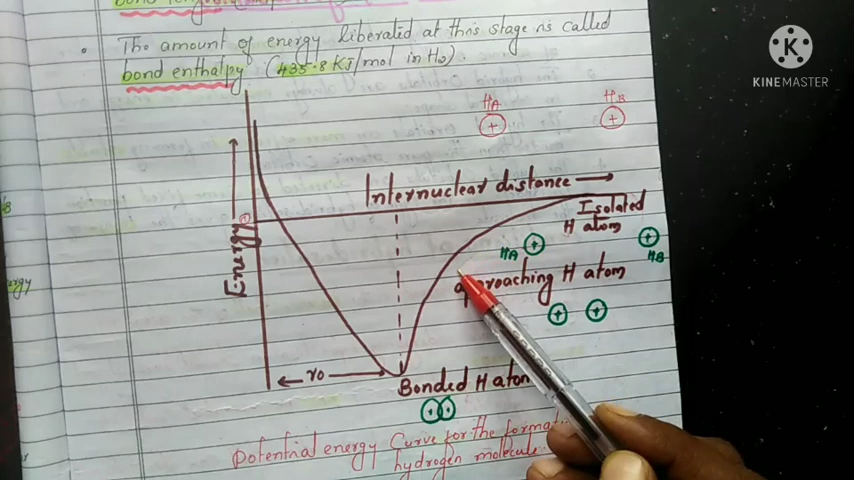 The amount of energy liberated at this stage is called
bond enthalpy (435.8 KJ/mol in H₂).
HA
HB
+
+
KINEMASTER
Internuclear distance
Energy
Isolated
H atom
HA
+
+
HB
approaching H atom
+
+
r0
Bonded H atom
Potential energy Curve for the
hydrogen molecule